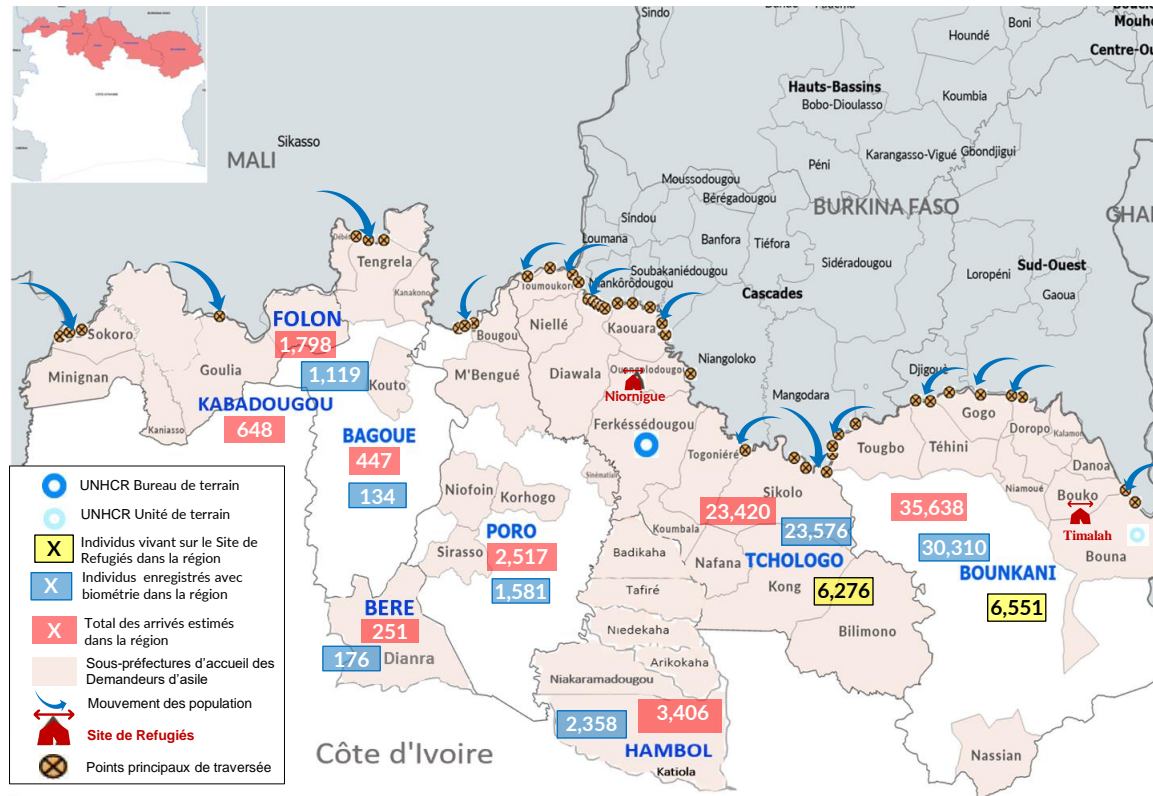 Sindo
Houndé
Boni
Mouho
Centre-Ou
Hauts-Bassins
Bobo-Dioulasso
Koumbia
Sikasso
MALI
Karangasso-Vigué
Gbondjigui
Péni
Moussodougou
Bérégadougou
BURKINA FASO
GHA
Sindou
Loumana
Banfora
Tiéfora
Sidéradougou
Loropéni
Sud-Ouest
Gaoua
Soubakaniédougou
Niankôrôdougou
Cascades
Tengrela
Kanakono
Toumoukoro
Niellé
Kaouara
Niangoloko
Mangodara
Djigouè
Sokoro
Minignan
Goulia
Kaniasso
FOLON
1,798
1,119
Kouto
Bougou
M'Bengué
Diawala
Ouangolodougou
Niornigue
Ferkéssédougou
KABADOUGOU
648
BAGOUE
447
134
Togoniéré
Tougbo
Téhini
Gogo
Doropo
Kalamon
Danoa
Niamoué
Bouko
Timalah
Bouna
Niofoin
Korhogo
Sinématiali
Sikolo
23,420
23,576
35,638
30,310
PORO
2,517
1,581
Sirasso
Koumbala
Badikaha
Nafana
TCHOLOGO
Kong
6,276
BOUNKANI
6,551
Tafiré
Bilimono
BERE
251
176
Dianra
Niedekaha
Arikokaha
Niakaramadougou
2,358
3,406
HAMBOL
Katiola
Nassian
Côte d'Ivoire
UNHCR Bureau de terrain
UNHCR Unité de terrain
X
Individus vivant sur le Site de
Refugiés dans la région
X
Individus enregistrés avec
biométrie dans la région
X
Total des arrivés estimés
dans la région
Sous-préfectures d'accueil des
Demandeurs d'asile
Mouvement des population
Site de Refugiés
Points principaux de traversée